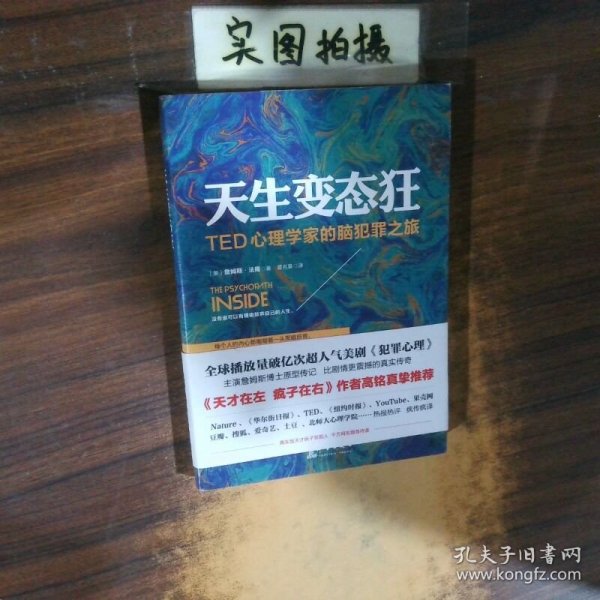 实图拍摄
天生变态狂
TED心理学家的脑犯罪之旅
[美]詹姆斯·法隆 著
THE PSYCHOPATH
INSIDE
全球播放量破亿次超人气美剧《犯罪心理》
主演詹姆斯博士原型传记 比剧情更震撼的真实传奇
《天才在左 疯子在右》作者高铭真挚推荐
Nature、《华尔街日报》、TED、《纽约时报》、YouTube、果壳网
豆瓣、搜狐、爱奇艺、土豆、北师大心理学院……热报热评 疯传疯译
孔夫子旧书网
www.kongfz.com